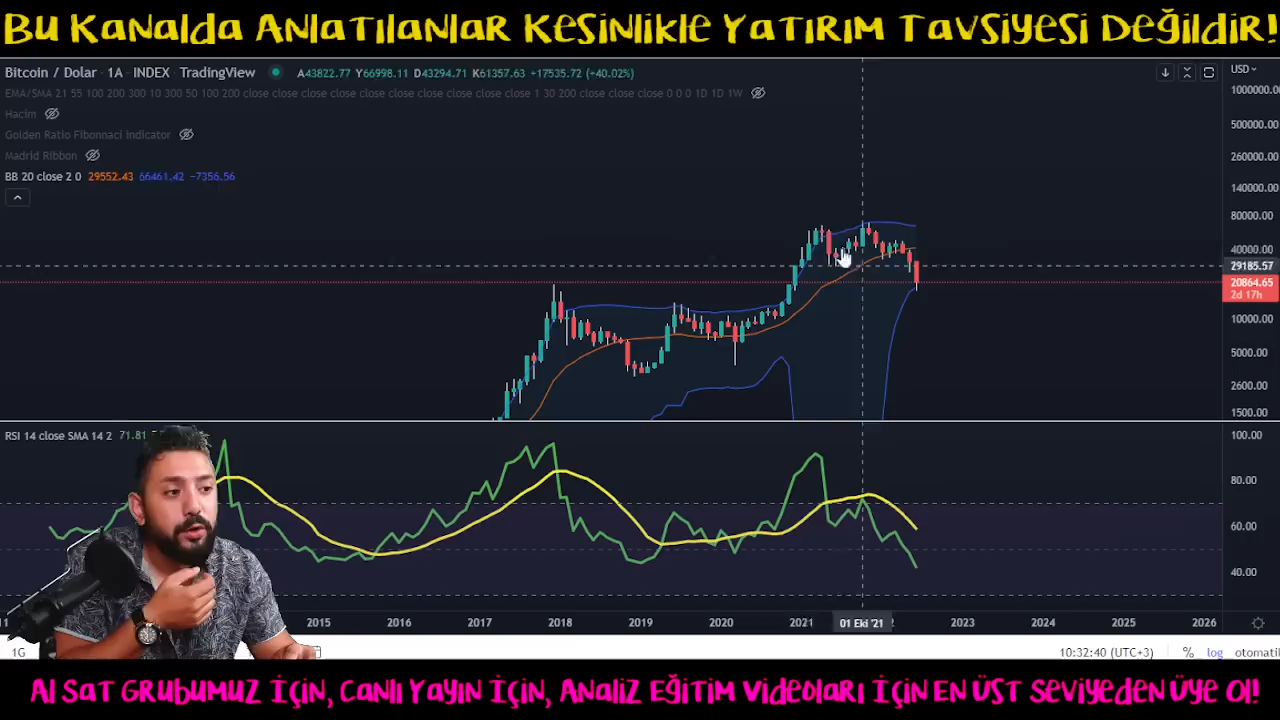 Bu Kanalda Anlatılanlar Kesinlikle Yatırım Tavsiyesi Değildir!
Bitcoin / Dolar · 1A · INDEX · TradingView A43822.77 Y66998.11 D43294.71 K61357.63 +17535.72 (+40.02%)
USD
EMA/SMA 21 55 100 200 300 10 300 50 100 200 close close close close close close close close close close close 1 30 200 close close 0 0 0 1D 1D 1W
Hacim
Golden Ratio Fibonnaci Indicator
Madrid Ribbon
BB 20 close 2 0 29552.43 66461.42 −7356.56
1000000.0
500000.00
260000.00
140000.00
80000.00
40000.00
29185.57
20864.65
2d 17h
10000.00
5000.00
2600.00
1500.00
RSI 14 close SMA 14 2 71.81
100.00
80.00
60.00
40.00
2015 2016 2017 2018 2019 2020 2021 01 Eki '21 2023 2024 2025 2026
1G 10:32:40 (UTC+3) % log otomati
Al Sat Grubumuz İçin, Canlı Yayın İçin, Analiz Eğitim Videoları İçin En Üst Seviyeden Üye Ol!